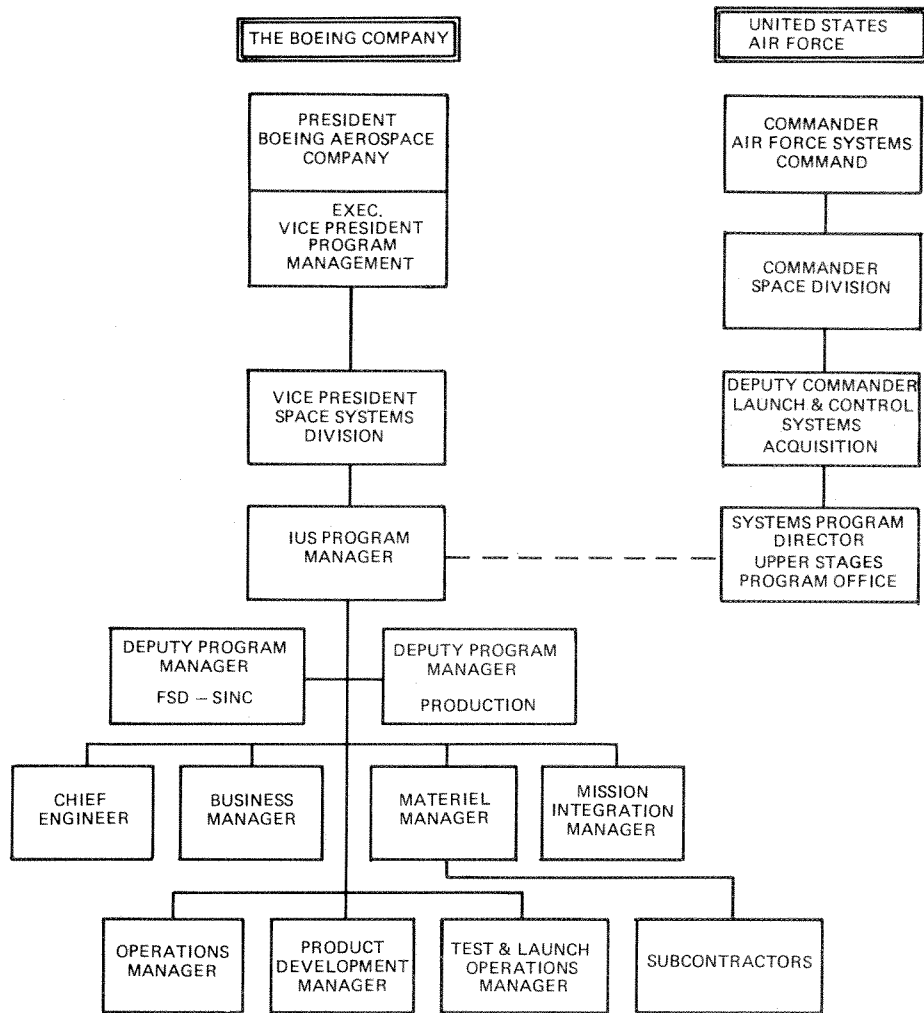 THE BOEING COMPANY
UNITED STATES
AIR FORCE
PRESIDENT
BOEING AEROSPACE
COMPANY
EXEC.
VICE PRESIDENT
PROGRAM
MANAGEMENT
COMMANDER
AIR FORCE SYSTEMS
COMMAND
COMMANDER
SPACE DIVISION
VICE PRESIDENT
SPACE SYSTEMS
DIVISION
DEPUTY COMMANDER
LAUNCH & CONTROL
SYSTEMS
ACQUISITION
IUS PROGRAM
MANAGER
SYSTEMS PROGRAM
DIRECTOR
UPPER STAGES
PROGRAM OFFICE
DEPUTY PROGRAM
MANAGER
FSD – SINC
DEPUTY PROGRAM
MANAGER
PRODUCTION
CHIEF
ENGINEER
BUSINESS
MANAGER
MATERIEL
MANAGER
MISSION
INTEGRATION
MANAGER
OPERATIONS
MANAGER
PRODUCT
DEVELOPMENT
MANAGER
TEST & LAUNCH
OPERATIONS
MANAGER
SUBCONTRACTORS